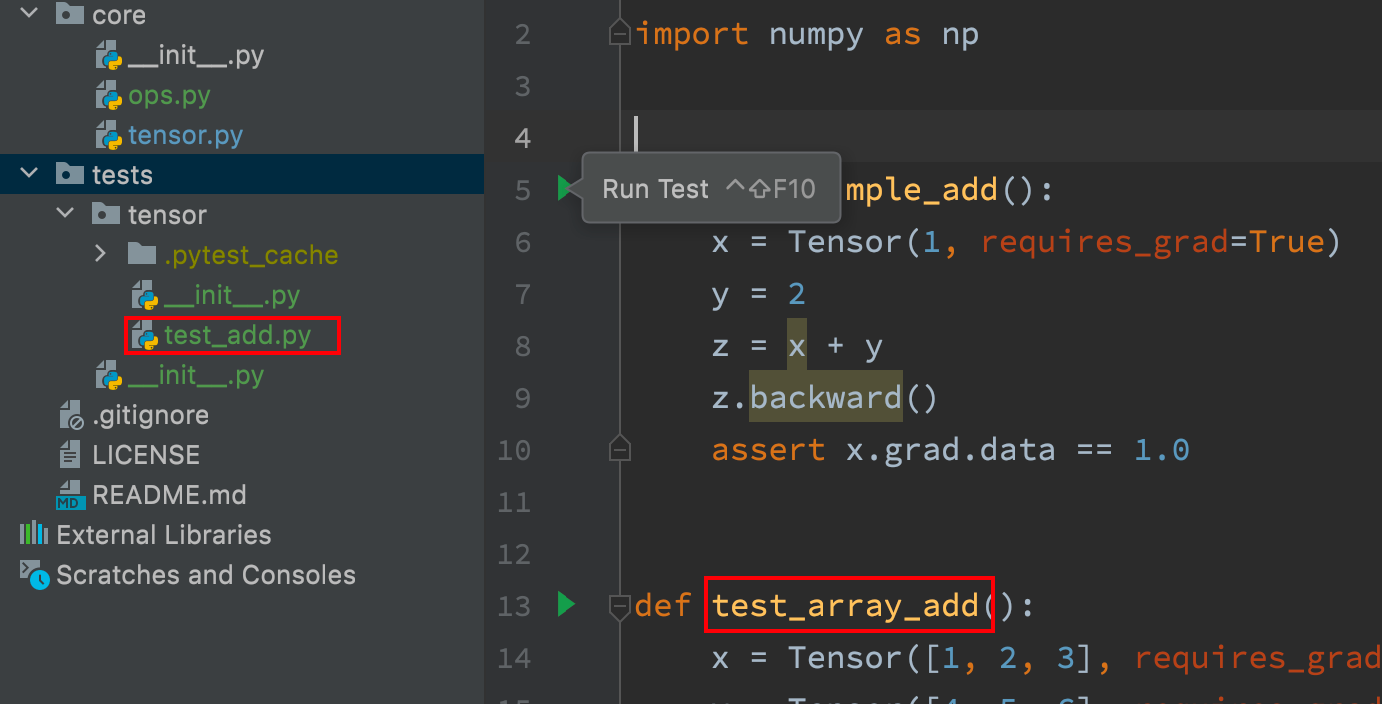 core
__init__.py
ops.py
tensor.py
tests
tensor
.pytest_cache
__init__.py
test_add.py
__init__.py
.gitignore
LICENSE
MD README.md
External Libraries
Scratches and Consoles
2 import numpy as np
3
4
5 mple_add():
Run Test ^⇧F10
6 x = Tensor(1, requires_grad=True)
7 y = 2
8 z = x + y
9 z.backward()
10 assert x.grad.data == 1.0
11
12
13 def test_array_add():
14 x = Tensor([1, 2, 3], requires_grad